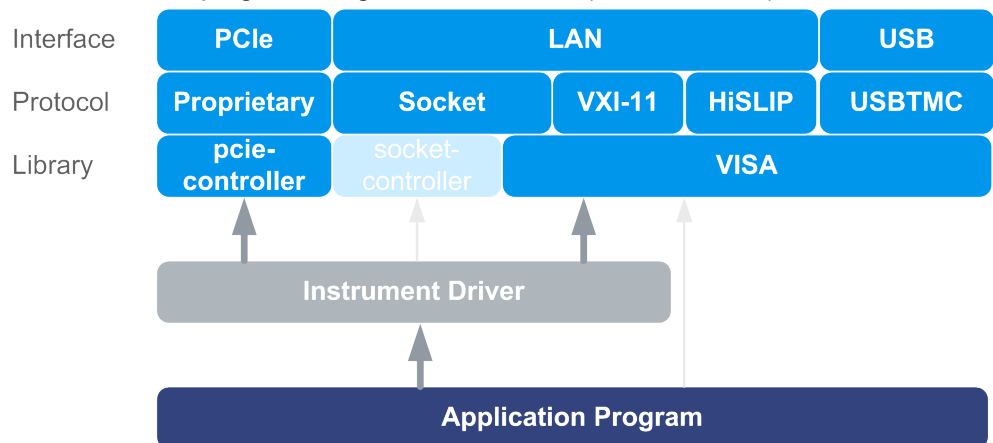 Interface PCIe LAN USB
Protocol Proprietary Socket VXI-11 HiSLIP USBTMC
Library pcie-
controller socket-
controller VISA
Instrument Driver
Application Program